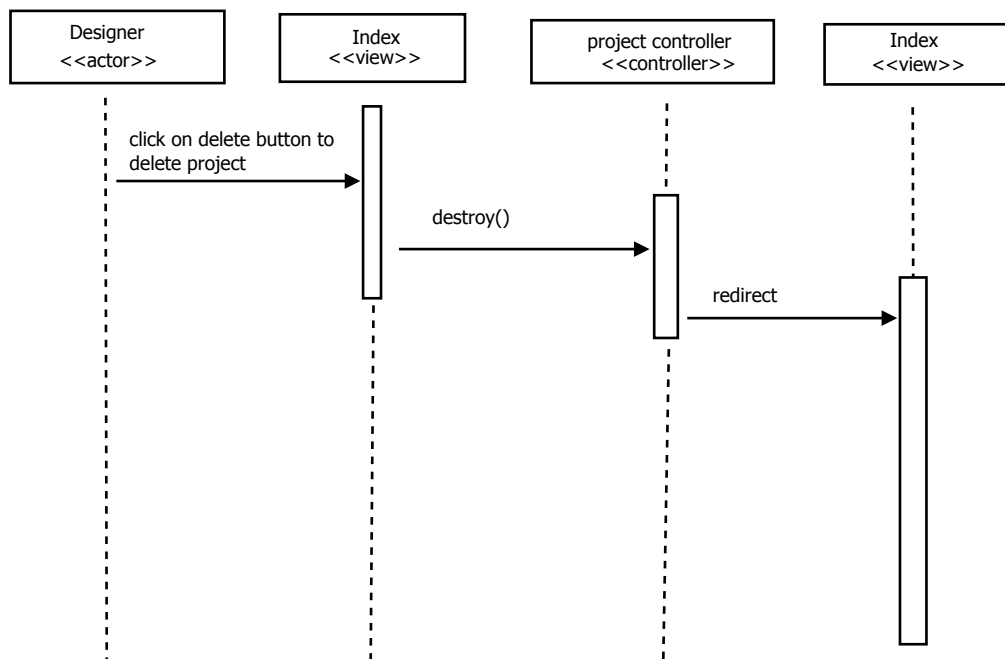 Designer
<<actor>>
Index
<<view>>
project controller
<<controller>>
Index
<<view>>
click on delete button to
delete project
destroy()
redirect